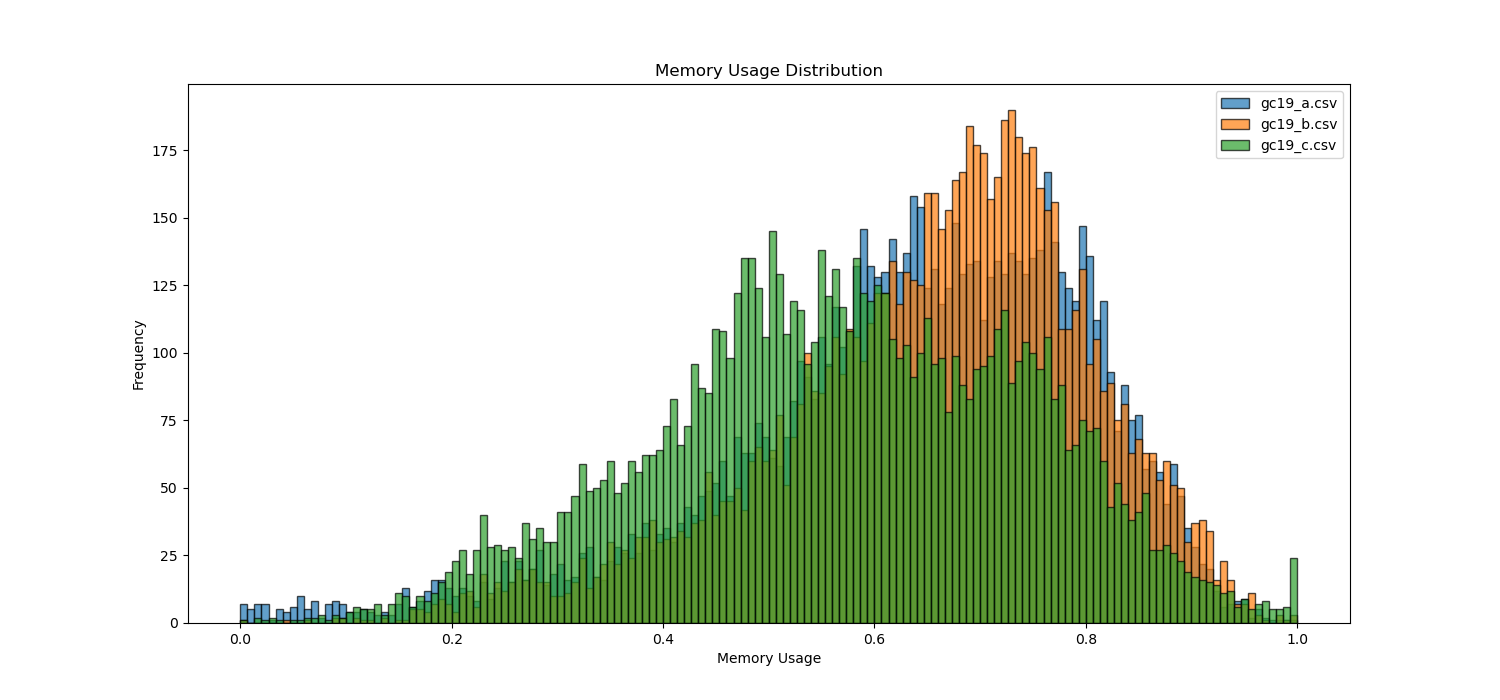 Memory Usage Distribution
gc19_a.csv
gc19_b.csv
gc19_c.csv
Frequency
175
150
125
100
75
50
25
0
0.0 0.2 0.4 0.6 0.8 1.0
Memory Usage